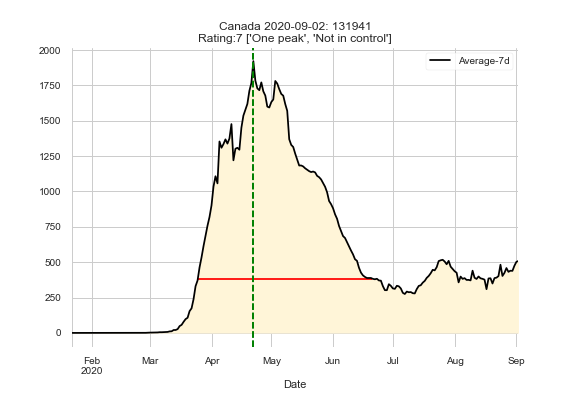 Canada 2020-09-02: 131941
Rating:7 ['One peak', 'Not in control']
Average-7d
2000
1750
1500
1250
1000
750
500
250
0
Feb Mar Apr May Jun Jul Aug Sep
2020
Date